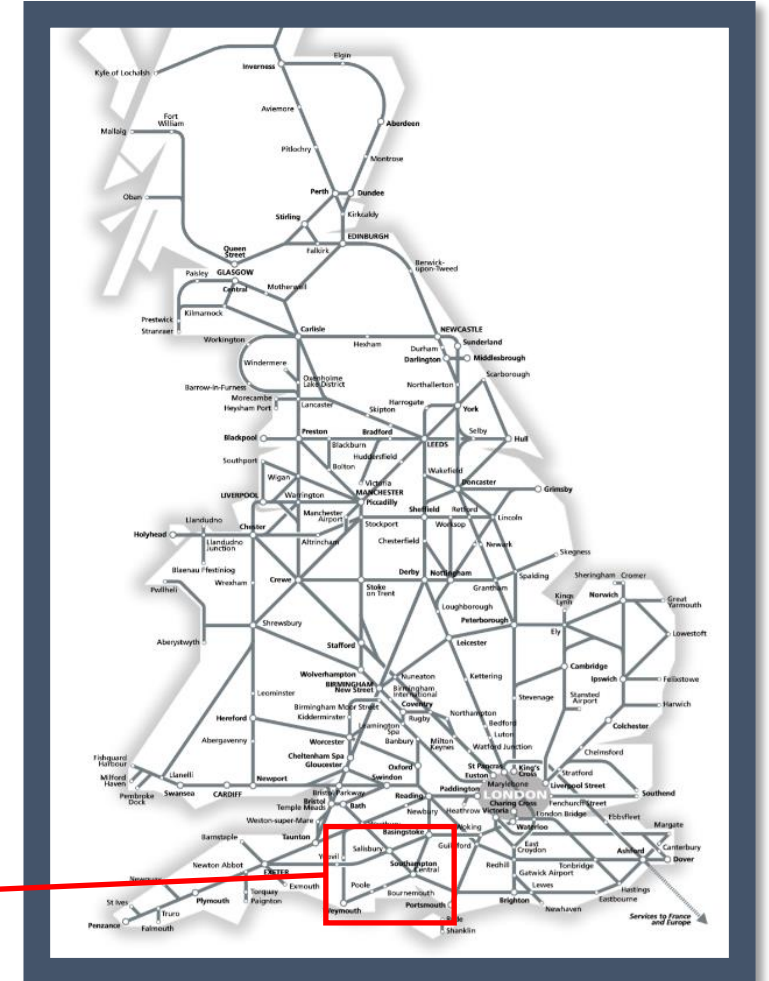 Elgin
Inverness
Kyle of Lochalsh
Aviemore
Fort
William
Aberdeen
Mallaig
Pitlochry
Montrose
Perth
Dundee
Oban
Kirkcaldy
Stirling
EDINBURGH
Queen
Street
Falkirk
Berwick-
upon-Tweed
Paisley
GLASGOW
Central
Motherwell
Prestwick
Kilmarnock
Stranraer
Carlisle
NEWCASTLE
Sunderland
Workington
Hexham
Durham
Darlington
Middlesbrough
Windermere
Scarborough
Oxenholme
Lake District
Barrow-in-Furness
Northallerton
Morecambe
Heysham Port
Lancaster
Harrogate
York
Skipton
Blackpool
Preston
Bradford
Selby
Hull
Blackburn
LEEDS
Huddersfield
Southport
Bolton
Wakefield
Wigan
Victoria
Doncaster
LIVERPOOL
Warrington
MANCHESTER
Piccadilly
Grimsby
Manchester
Airport
Sheffield
Retford
Llandudno
Stockport
Worksop
Lincoln
Holyhead
Chester
Llandudno
Junction
Altrincham
Chesterfield
Newark
Skegness
Blaenau Ffestiniog
Wrexham
Crewe
Derby
Nottingham
Spalding
Sheringham
Cromer
Pwllheli
Stoke
on Trent
Grantham
Kings
Lynn
Norwich
Great
Yarmouth
Loughborough
Shrewsbury
Peterborough
Ely
Lowestoft
Aberystwyth
Stafford
Leicester
Wolverhampton
Nuneaton
Cambridge
BIRMINGHAM
New Street
Birmingham
International
Kettering
Ipswich
Felixstowe
Leominster
Stevenage
Stansted
Airport
Birmingham Moor Street
Coventry
Harwich
Kidderminster
Rugby
Northampton
Hereford
Leamington
Spa
Bedford
Colchester
Abergavenny
Worcester
Banbury
Milton
Keynes
Luton
Watford Junction
Chelmsford
Fishguard
Harbour
Cheltenham Spa
Gloucester
Oxford
St Pancras
Euston
King's
Cross
Stratford
Milford
Haven
Llanelli
Swindon
Marylebone
Liverpool Street
Pembroke
Dock
Swansea
CARDIFF
Newport
Bristol Parkway
Reading
Paddington
LONDON
Southend
Bristol
Temple Meads
Bath
Charing Cross
Fenchurch Street
Newbury
Heathrow
Victoria
London Bridge
Ebbsfleet
Weston-super-Mare
Waterloo
Margate
Barnstaple
Taunton
Basingstoke
Woking
East
Croydon
Canterbury
Salisbury
Guildford
Ashford
Dover
Yeovil
Redhill
Tonbridge
Newton Abbot
EXETER
Southampton
Central
Gatwick Airport
Exmouth
Poole
Lewes
Hastings
Newquay
Torquay
Bournemouth
Eastbourne
St Ives
Plymouth
Paignton
Weymouth
Portsmouth
Brighton
Newhaven
Truro
Ryde
Services to France
and Europe
Penzance
Falmouth
Shanklin